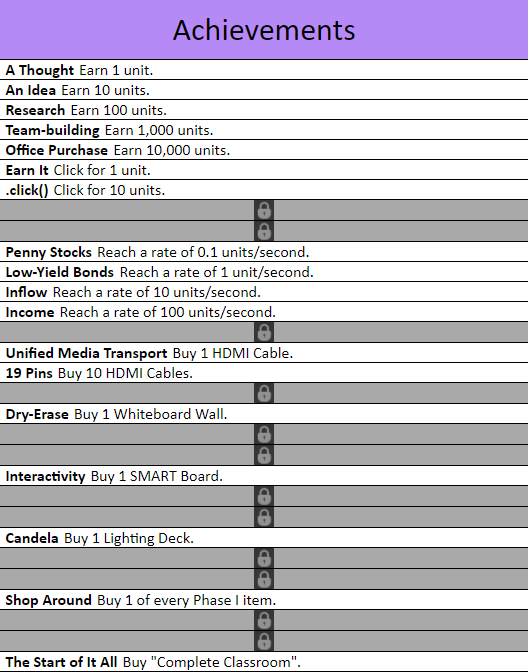 Achievements
A Thought Earn 1 unit.
An Idea Earn 10 units.
Research Earn 100 units.
Team-building Earn 1,000 units.
Office Purchase Earn 10,000 units.
Earn It Click for 1 unit.
.click() Click for 10 units.
Penny Stocks Reach a rate of 0.1 units/second.
Low-Yield Bonds Reach a rate of 1 unit/second.
Inflow Reach a rate of 10 units/second.
Income Reach a rate of 100 units/second.
Unified Media Transport Buy 1 HDMI Cable.
19 Pins Buy 10 HDMI Cables.
Dry-Erase Buy 1 Whiteboard Wall.
Interactivity Buy 1 SMART Board.
Candela Buy 1 Lighting Deck.
Shop Around Buy 1 of every Phase I item.
The Start of It All Buy "Complete Classroom".